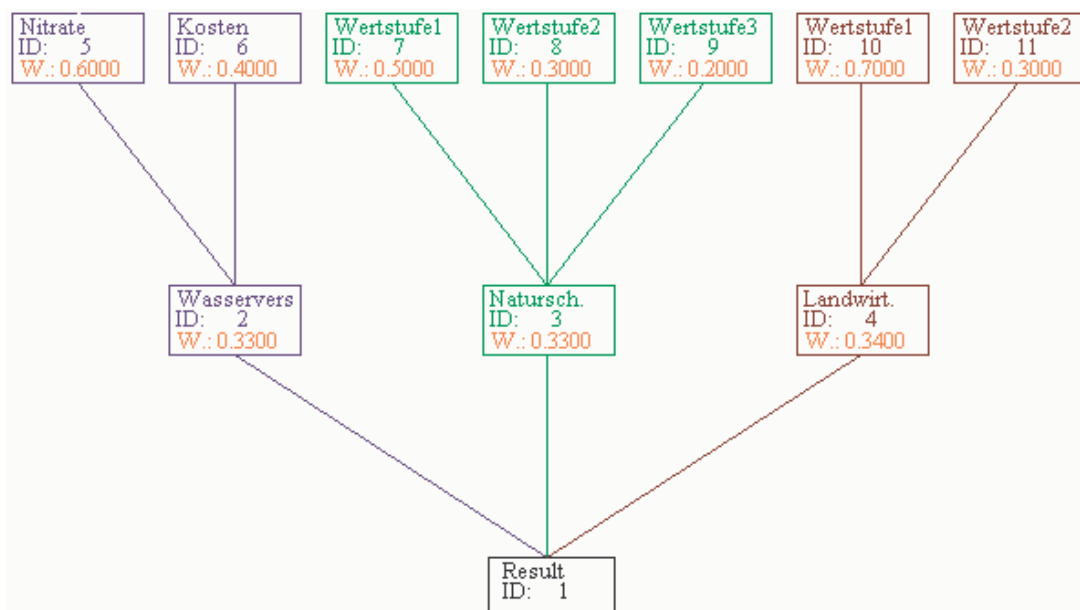 Nitrate
ID: 5
W.: 0.6000
Kosten
ID: 6
W.: 0.4000
Wertstufe1
ID: 7
W.: 0.5000
Wertstufe2
ID: 8
W.: 0.3000
Wertstufe3
ID: 9
W.: 0.2000
Wertstufe1
ID: 10
W.: 0.7000
Wertstufe2
ID: 11
W.: 0.3000
Wasservers
ID: 2
W.: 0.3300
Natursch.
ID: 3
W.: 0.3300
Landwirt.
ID: 4
W.: 0.3400
Result
ID: 1